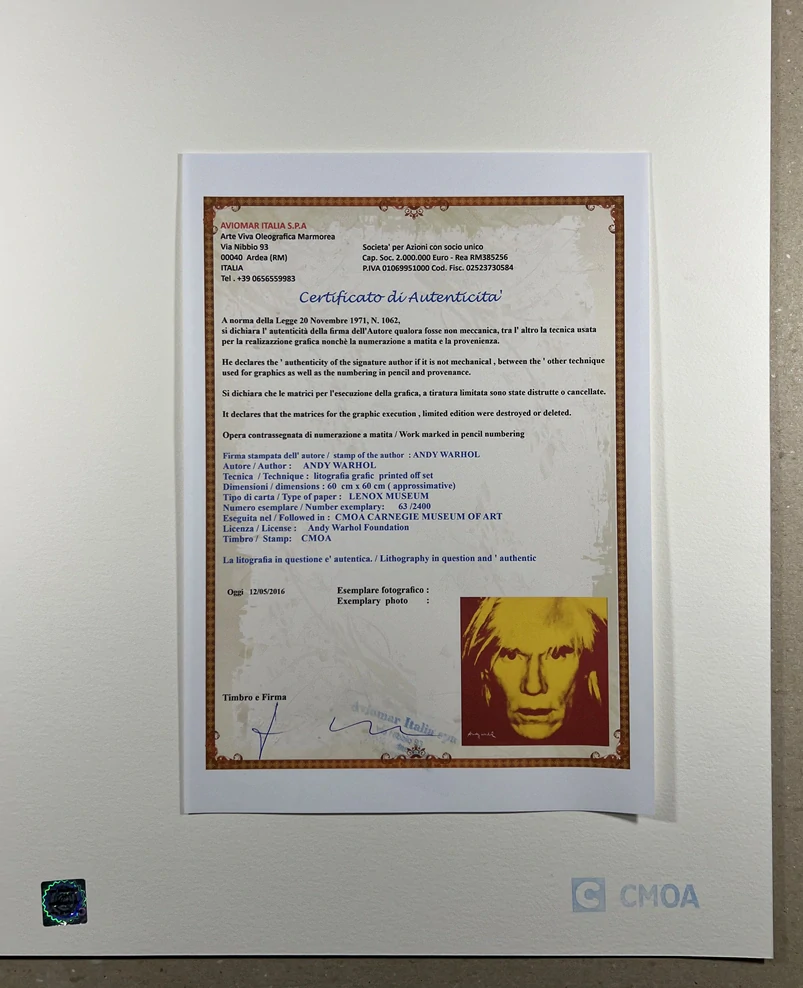 AVIOMAR ITALIA S.P.A
Arte Viva Oleografica Marmorea
Via Nibbio 93
00040 Ardea (RM)
ITALIA
Tel . +39 0656559983
Societa' per Azioni con socio unico
Cap. Soc. 2.000.000 Euro - Rea RM385256
P.IVA 01069951000 Cod. Fisc. 02523730584
Certificato di Autenticita'
A norma della Legge 20 Novembre 1971, N. 1062,
si dichiara l' autenticità della firma dell'Autore qualora fosse non meccanica, tra l' altro la tecnica usata
per la realizazzione grafica nonchè la numerazione a matita e la provenienza.
He declares the ' authenticity of the signature author if it is not mechanical , between the ' other technique
used for graphics as well as the numbering in pencil and provenance.
Si dichiara che le matrici per l'esecuzione della grafica, a tiratura limitata sono state distrutte o cancellate.
It declares that the matrices for the graphic execution , limited edition were destroyed or deleted.
Opera contrassegnata di numerazione a matita / Work marked in pencil numbering
Firma stampata dell' autore / stamp of the author : ANDY WARHOL
Autore / Author : ANDY WARHOL
Tecnica / Technique : litografia grafic printed off set
Dimensioni / dimensions : 60 cm x 60 cm ( approssimative)
Tipo di carta / Type of paper : LENOX MUSEUM
Numero esemplare / Number exemplary: 63 /2400
Eseguita nel / Followed in : CMOA CARNEGIE MUSEUM OF ART
Licenza / License : Andy Warhol Foundation
Timbro / Stamp: CMOA
La litografia in questione e' autentica. / Lithography in question and ' authentic
Oggi 12/05/2016
Esemplare fotografico :
Exemplary photo :
Timbro e Firma
Aviomar Italia spa
C CMOA